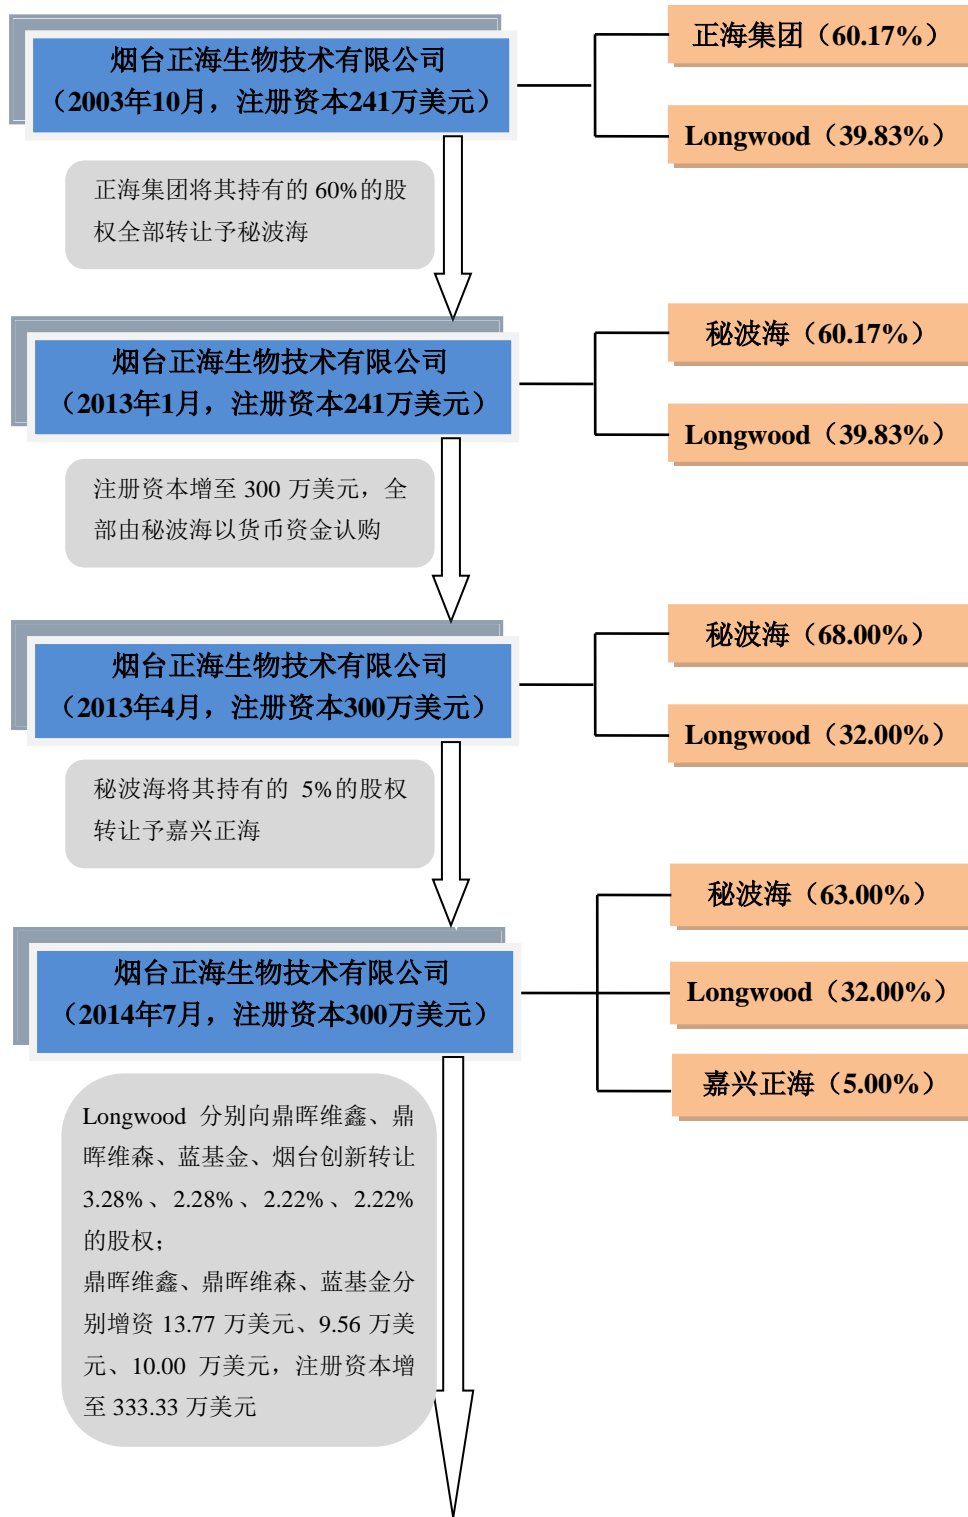 烟台正海生物技术有限公司
（2003年10月，注册资本241万美元）
正海集团（60.17%）
Longwood（39.83%）
正海集团将其持有的 60%的股
权全部转让予秘波海
烟台正海生物技术有限公司
（2013年1月，注册资本241万美元）
秘波海（60.17%）
Longwood（39.83%）
注册资本增至 300 万美元，全
部由秘波海以货币资金认购
烟台正海生物技术有限公司
（2013年4月，注册资本300万美元）
秘波海（68.00%）
Longwood（32.00%）
秘波海将其持有的 5%的股权
转让予嘉兴正海
烟台正海生物技术有限公司
（2014年7月，注册资本300万美元）
秘波海（63.00%）
Longwood（32.00%）
嘉兴正海（5.00%）
Longwood 分别向鼎晖维鑫、鼎
晖维森、蓝基金、烟台创新转让
3.28%、2.28%、2.22%、2.22%
的股权；
鼎晖维鑫、鼎晖维森、蓝基金分
别增资 13.77 万美元、9.56 万美
元、10.00 万美元，注册资本增
至 333.33 万美元